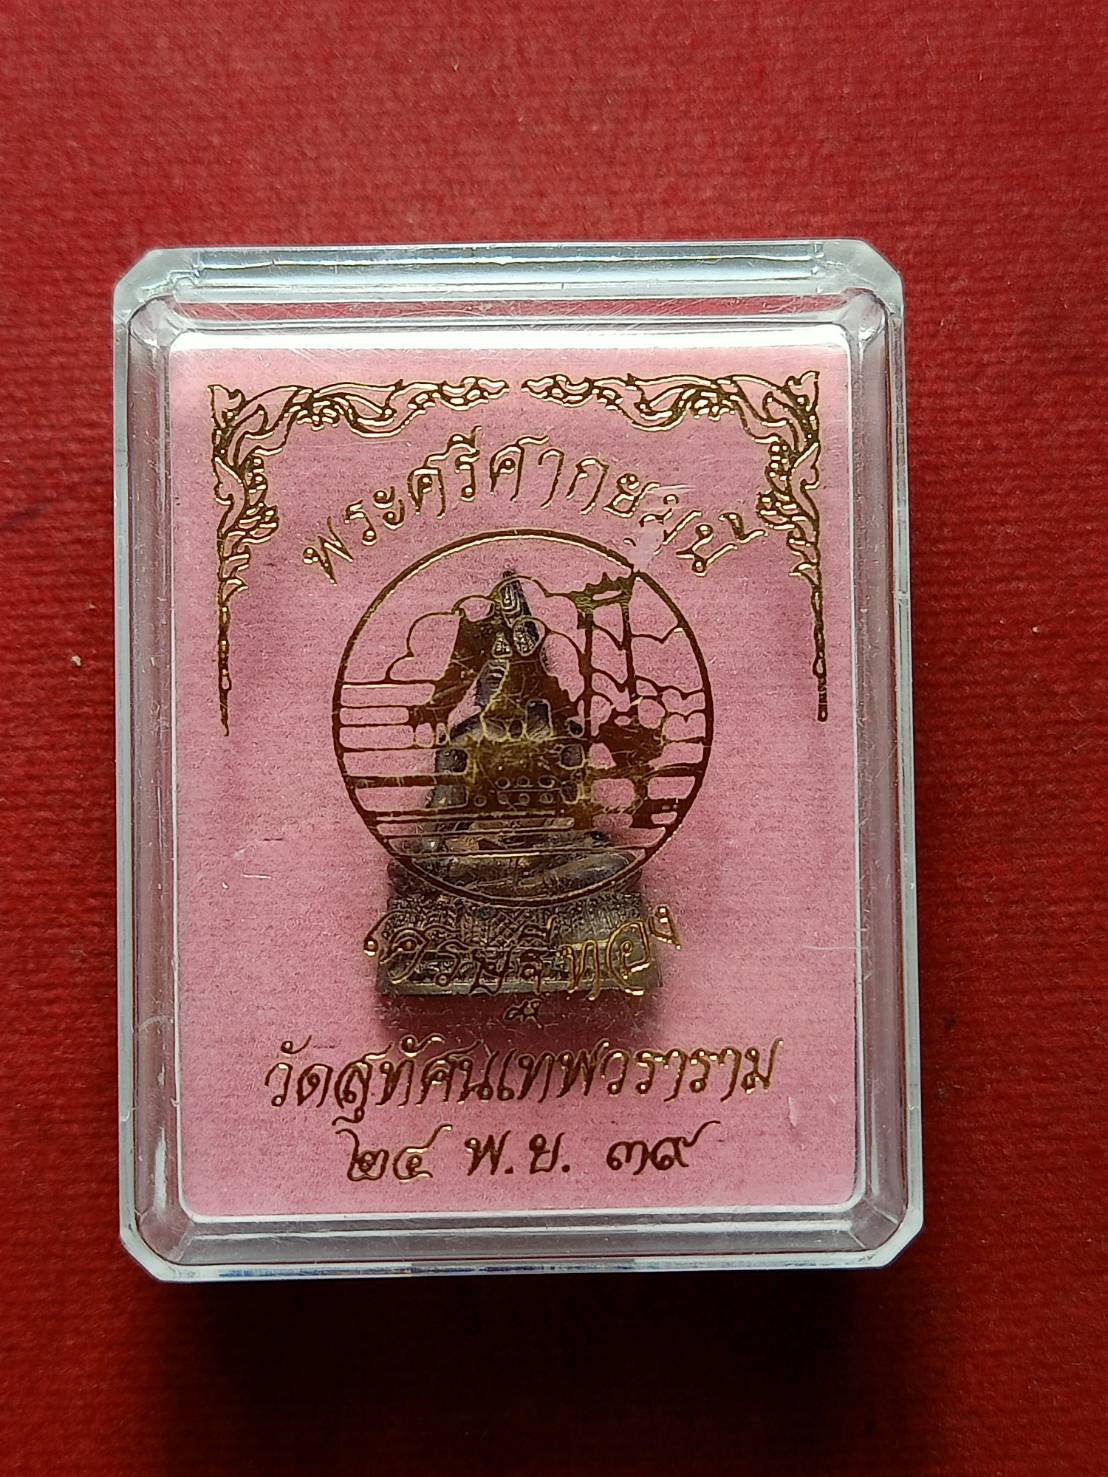 พระศรีศากยมุนี
วัดสุทัศนเทพวราราม
๒๔ พ.ย. ๓๙